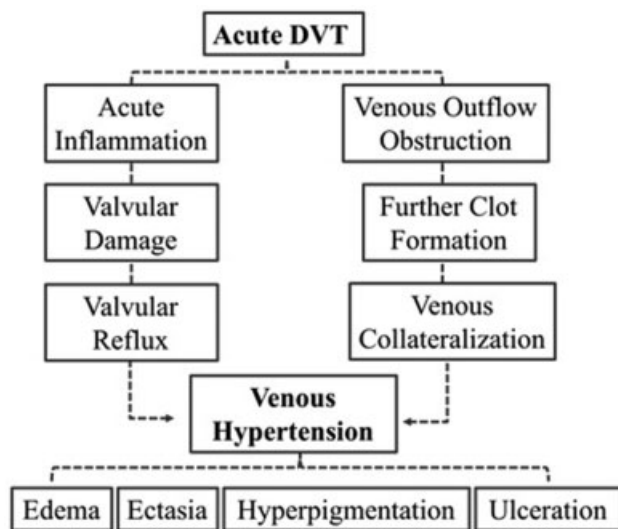 Acute DVT
Acute
Inflammation
Venous Outflow
Obstruction
Valvular
Damage
Further Clot
Formation
Valvular
Reflux
Venous
Collateralization
Venous
Hypertension
Edema
Ectasia
Hyperpigmentation
Ulceration